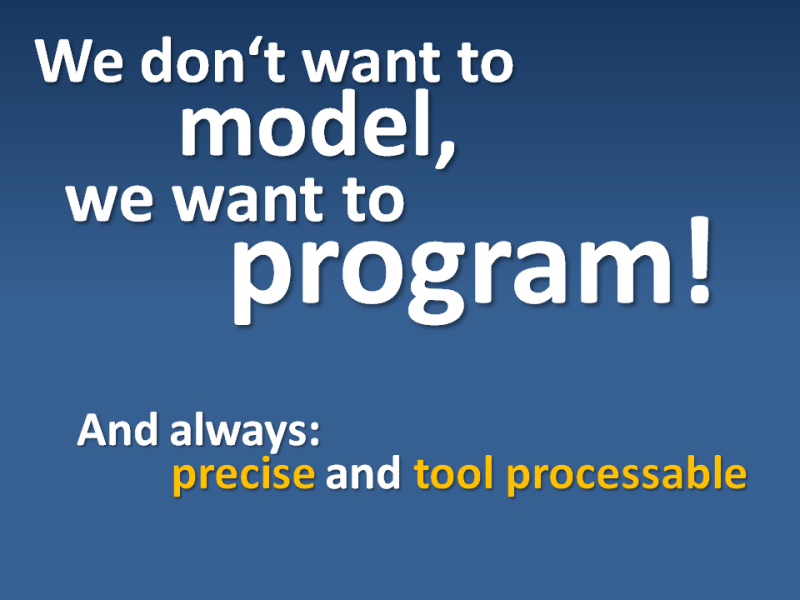 We don‘t want to
model,
we want to
program!
And always:
precise and tool processable